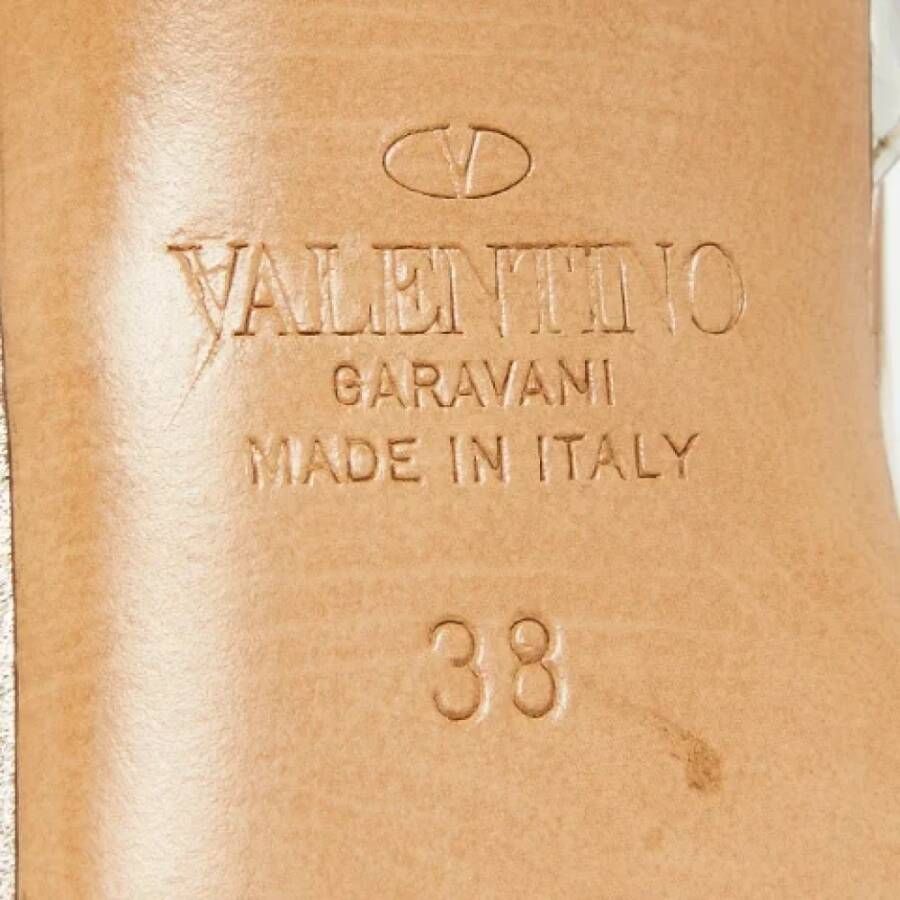 V
VALENTINO
GARAVANI
MADE IN ITALY
38